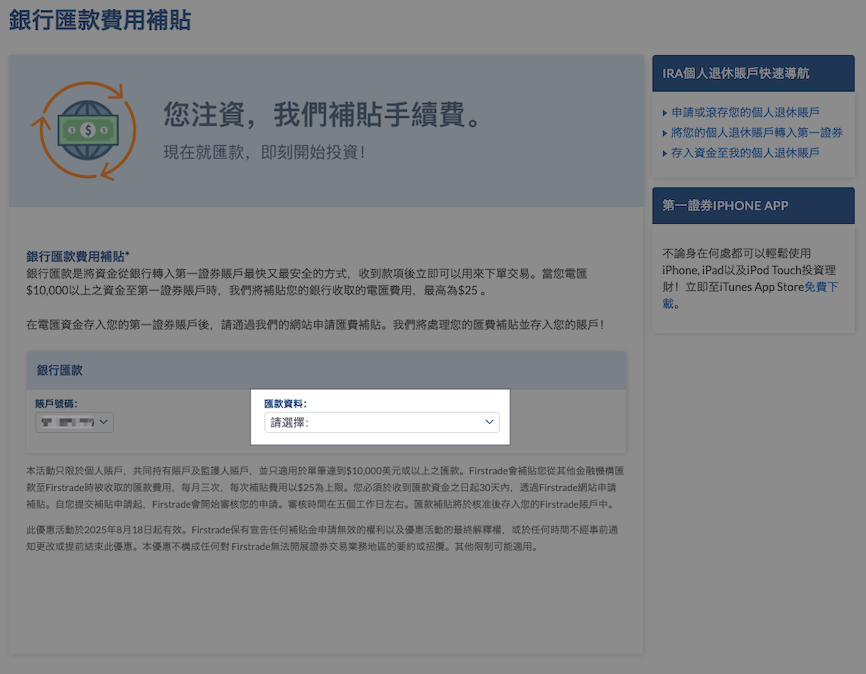 銀行匯款費用補貼
您注資，我們補貼手續費。
現在就匯款，即刻開始投資！
銀行匯款費用補貼*
銀行匯款是將資金從銀行轉入第一證券賬戶最快又最安全的方式，收到款項後立即可以用來下單交易。當您電匯
$10,000以上之資金至第一證券賬戶時，我們將補貼您的銀行收取的電匯費用，最高為$25 。
在電匯資金存入您的第一證券賬戶後，請通過我們的網站申請匯費補貼。我們將處理您的匯費補貼並存入您的賬戶！
銀行匯款
賬戶號碼：
匯款資料：
請選擇：
本活動只限於個人賬戶，共同持有賬戶及監護人賬戶，並只適用於單筆達到$10,000美元或以上之匯款。Firstrade會補貼您從其他金融機構匯
款至Firstrade時被收取的匯款費用，每月三次，每次補貼費用以$25為上限。您必須於收到匯款資金之日起30天內，透過Firstrade網站申請
補貼。自您提交補貼申請起，Firstrade會開始審核您的申請。審核時間在五個工作日左右。匯款補貼將於核准後存入您的Firstrade賬戶中。
此優惠活動於2025年8月18日起有效。Firstrade保有宣告任何補貼金申請無效的權利以及優惠活動的最終解釋權，或於任何時間不經事前通
知更改或提前結束此優惠。本優惠不構成任何對 Firstrade無法開展證券交易業務地區的要約或招攬。其他限制可能適用。
IRA個人退休賬戶快速導航
申請或滾存您的個人退休賬戶
將您的個人退休賬戶轉入第一證券
存入資金至我的個人退休賬戶
第一證券IPHONE APP
不論身在何處都可以輕鬆使用
iPhone, iPad以及iPod Touch投資理
財！立即至iTunes App Store免費下
載。